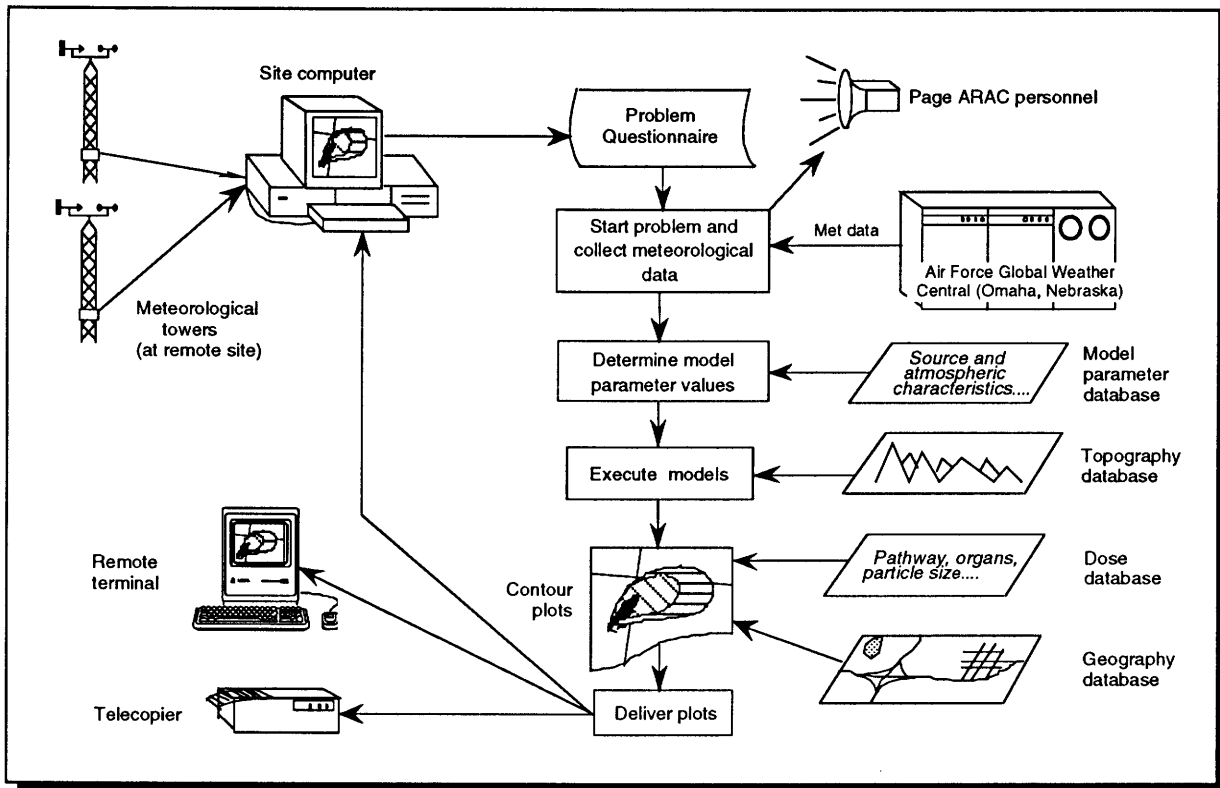 Site computer
Problem
Questionnaire
Page ARAC personnel
Start problem and
collect meteorological
data
Met data
Air Force Global Weather
Central (Omaha, Nebraska)
Meteorological
towers
(at remote site)
Determine model
parameter values
Source and
atmospheric
characteristics....
Model
parameter
database
Execute models
Topography
database
Remote
terminal
Contour
plots
Pathway, organs,
particle size....
Dose
database
Geography
database
Telecopier
Deliver plots